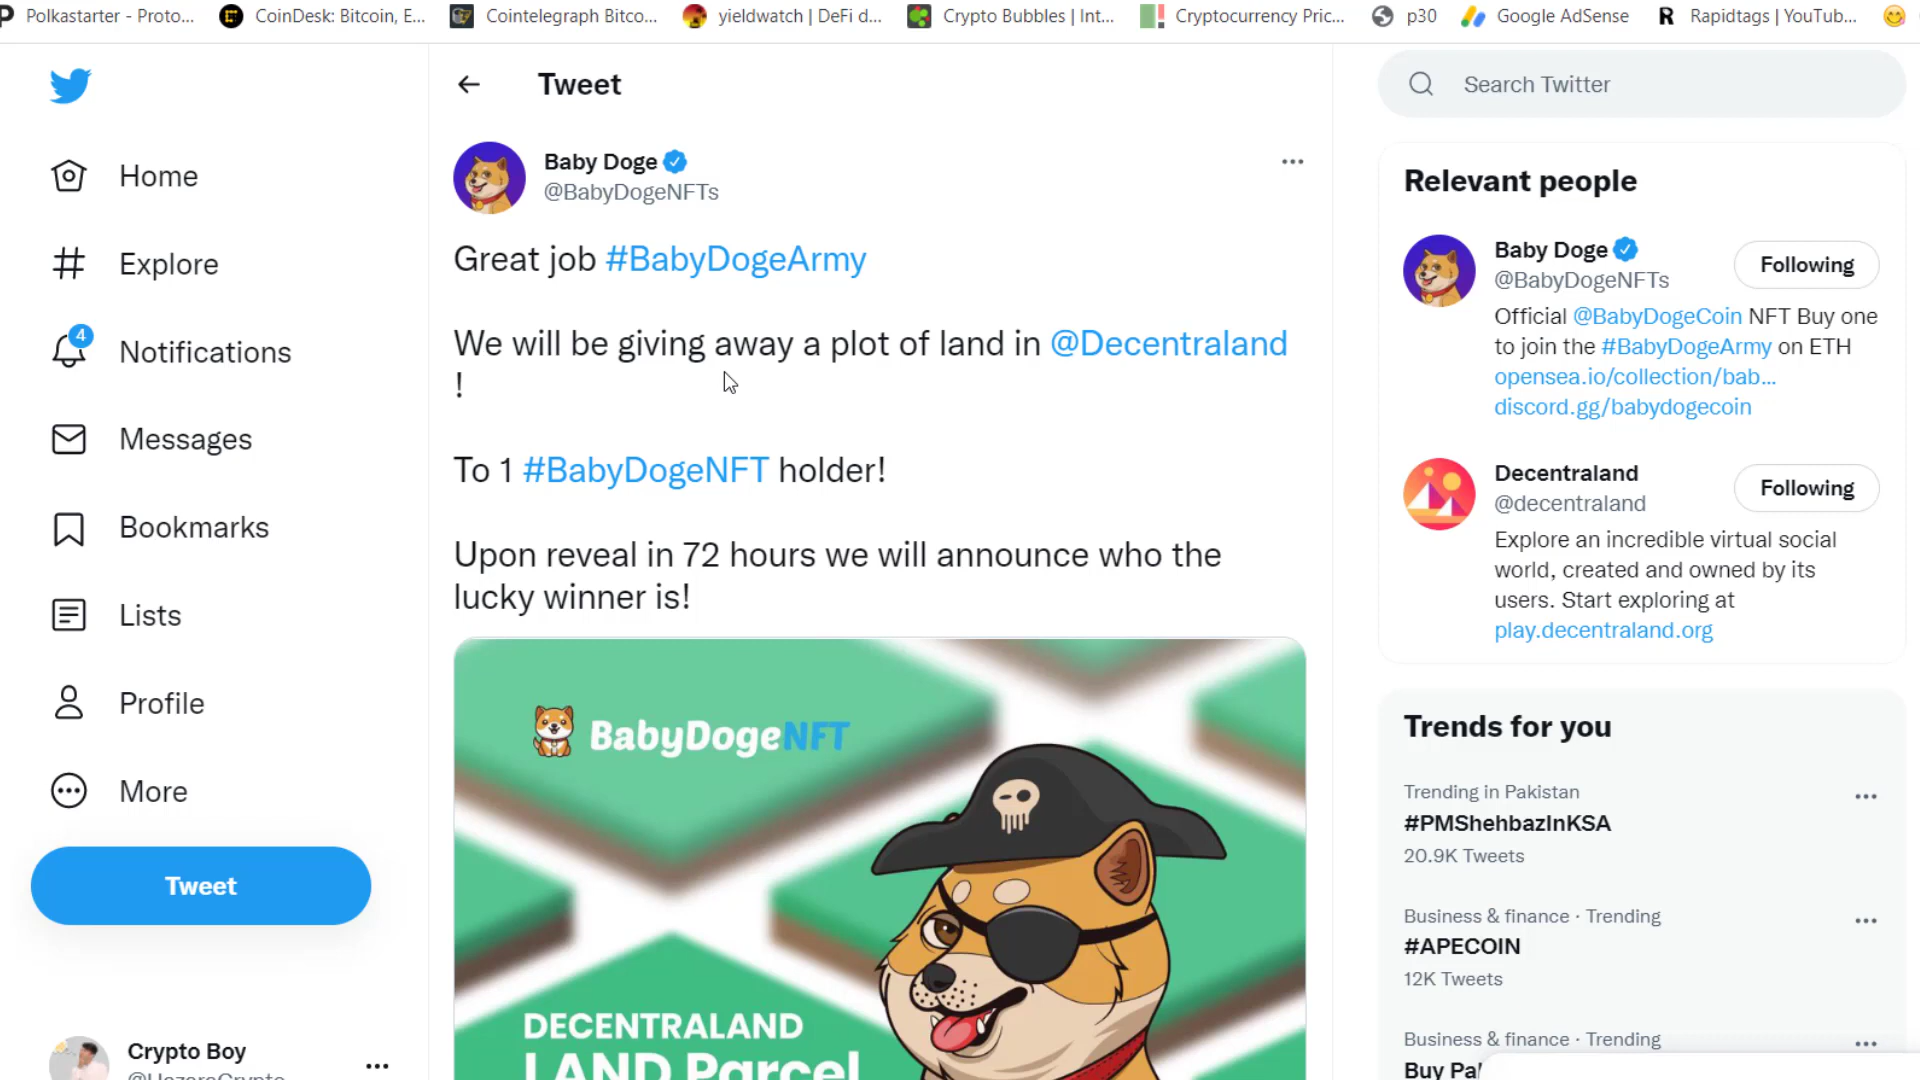 Polkastarter - Proto...
CoinDesk: Bitcoin, E...
Cointelegraph Bitco...
yieldwatch | DeFi d...
Crypto Bubbles | Int...
Cryptocurrency Pric...
p30
Google AdSense
Rapidtags | YouTub...
Home
Explore
4
Notifications
Messages
Bookmarks
Lists
Profile
More
Tweet
Crypto Boy
@HazaraCrypto
Tweet
Baby Doge
@BabyDogeNFTs
Great job #BabyDogeArmy
We will be giving away a plot of land in @Decentraland
!
To 1 #BabyDogeNFT holder!
Upon reveal in 72 hours we will announce who the
lucky winner is!
BabyDogeNFT
DECENTRALAND
LAND Parcel
Search Twitter
Relevant people
Baby Doge
@BabyDogeNFTs
Following
Official @BabyDogeCoin NFT Buy one
to join the #BabyDogeArmy on ETH
opensea.io/collection/bab...
discord.gg/babydogecoin
Decentraland
@decentraland
Following
Explore an incredible virtual social
world, created and owned by its
users. Start exploring at
play.decentraland.org
Trends for you
Trending in Pakistan
#PMShehbazInKSA
20.9K Tweets
Business & finance · Trending
#APECOIN
12K Tweets
Business & finance · Trending
Buy